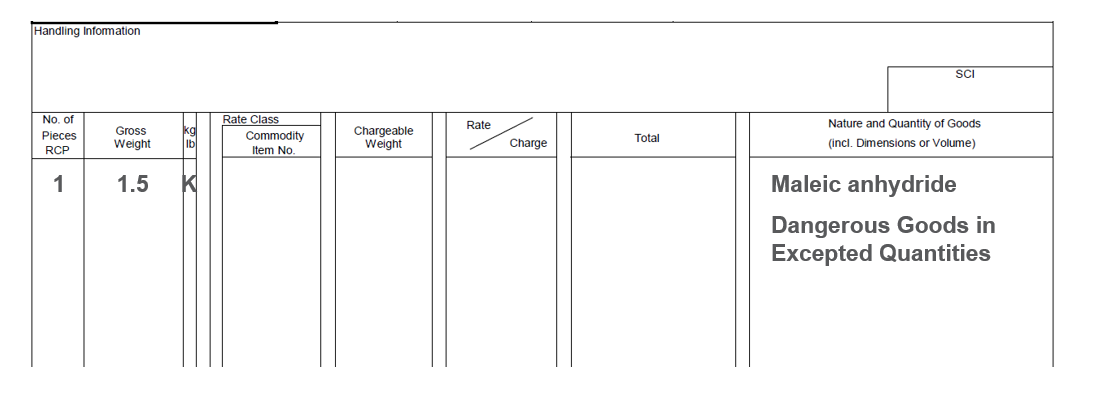 Handling Information
SCI
No. of
Pieces
RCP
Gross
Weight
kg
lb
Rate Class
Commodity
Item No.
Chargeable
Weight
Rate
Charge
Total
Nature and Quantity of Goods
(incl. Dimensions or Volume)
1 1.5 K Maleic anhydride
Dangerous Goods in
Excepted Quantities